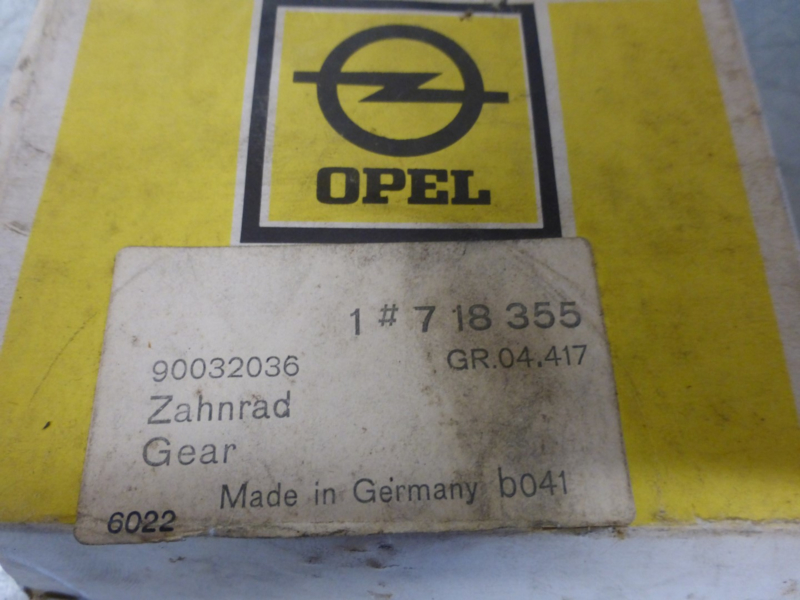 OPEL
1 # 7 18 355
90032036 GR.04.417
Zahnrad
Gear
Made in Germany b041
6022